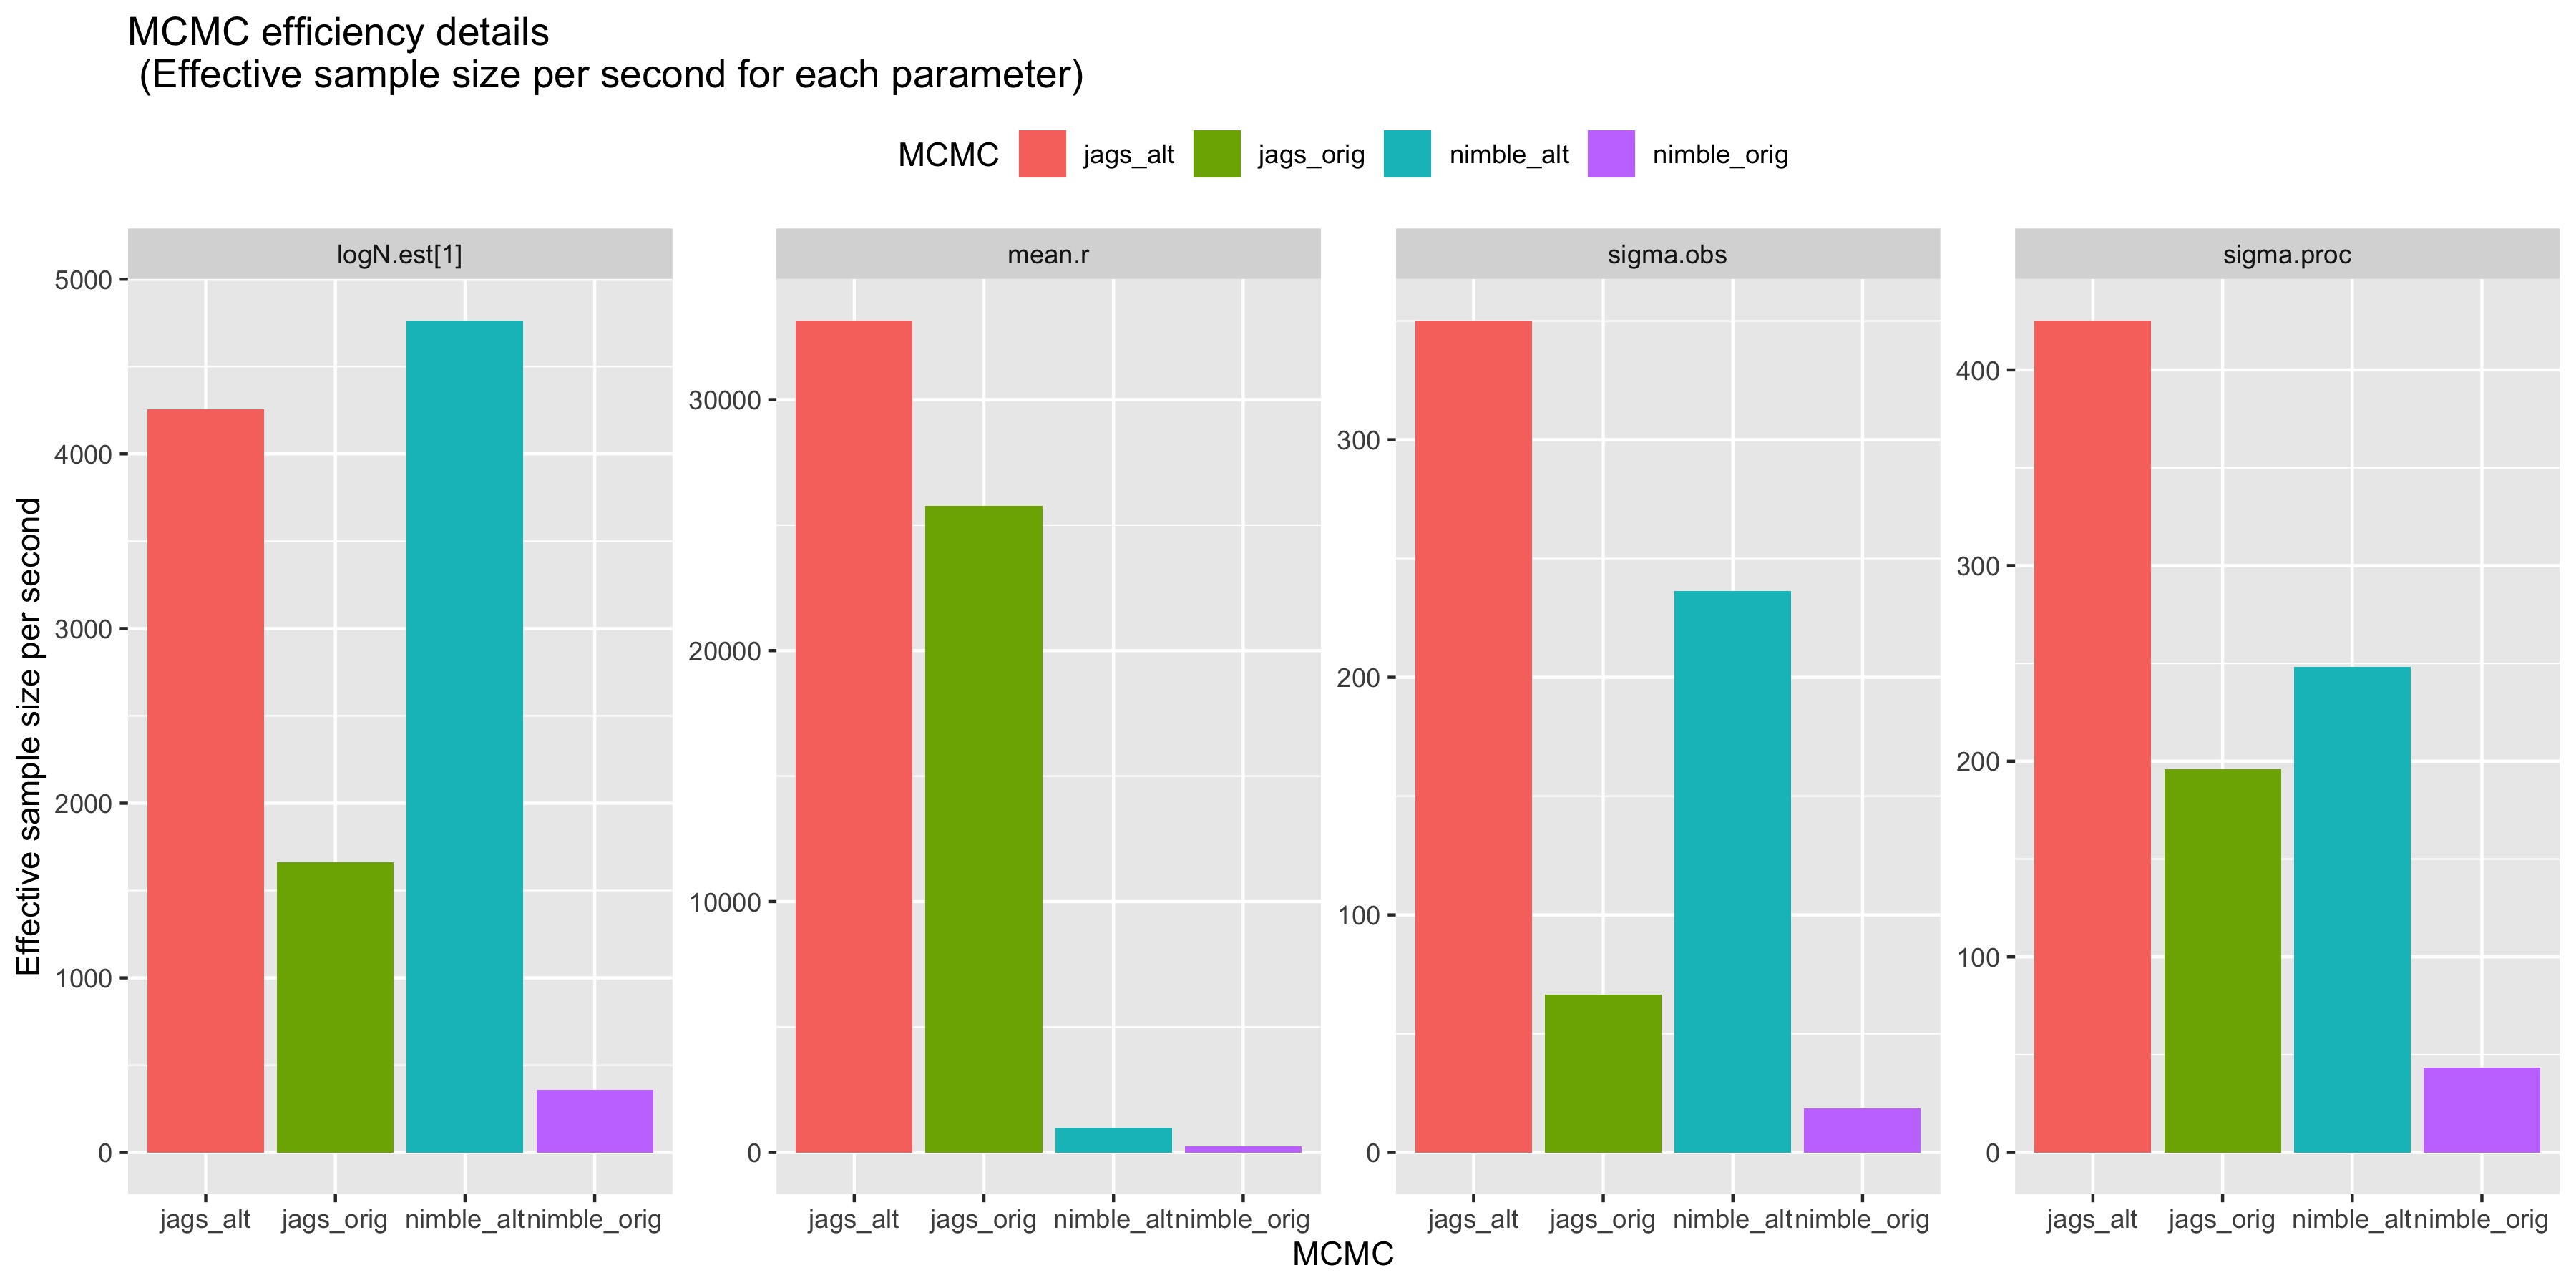 MCMC efficiency details
(Effective sample size per second for each parameter)
MCMC jags_alt jags_orig nimble_alt nimble_orig
logN.est[1] mean.r sigma.obs sigma.proc
Effective sample size per second
5000
4000
3000
2000
1000
0
30000
20000
10000
0
300
200
100
0
400
300
200
100
0
jags_alt jags_orig nimble_alt nimble_orig
jags_alt jags_orig nimble_alt nimble_orig
jags_alt jags_orig nimble_alt nimble_orig
jags_alt jags_orig nimble_alt nimble_orig
MCMC